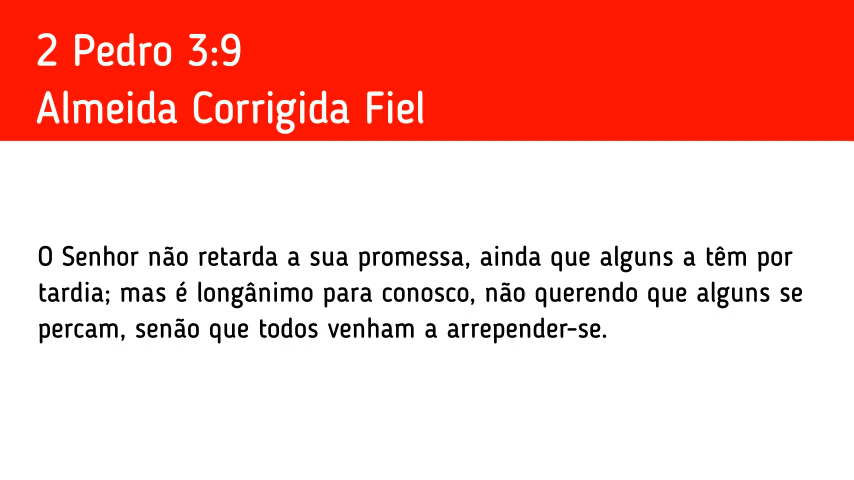 2 Pedro 3:9
Almeida Corrigida Fiel
O Senhor não retarda a sua promessa, ainda que alguns a têm por
tardia; mas é longânimo para conosco, não querendo que alguns se
percam, senão que todos venham a arrepender-se.